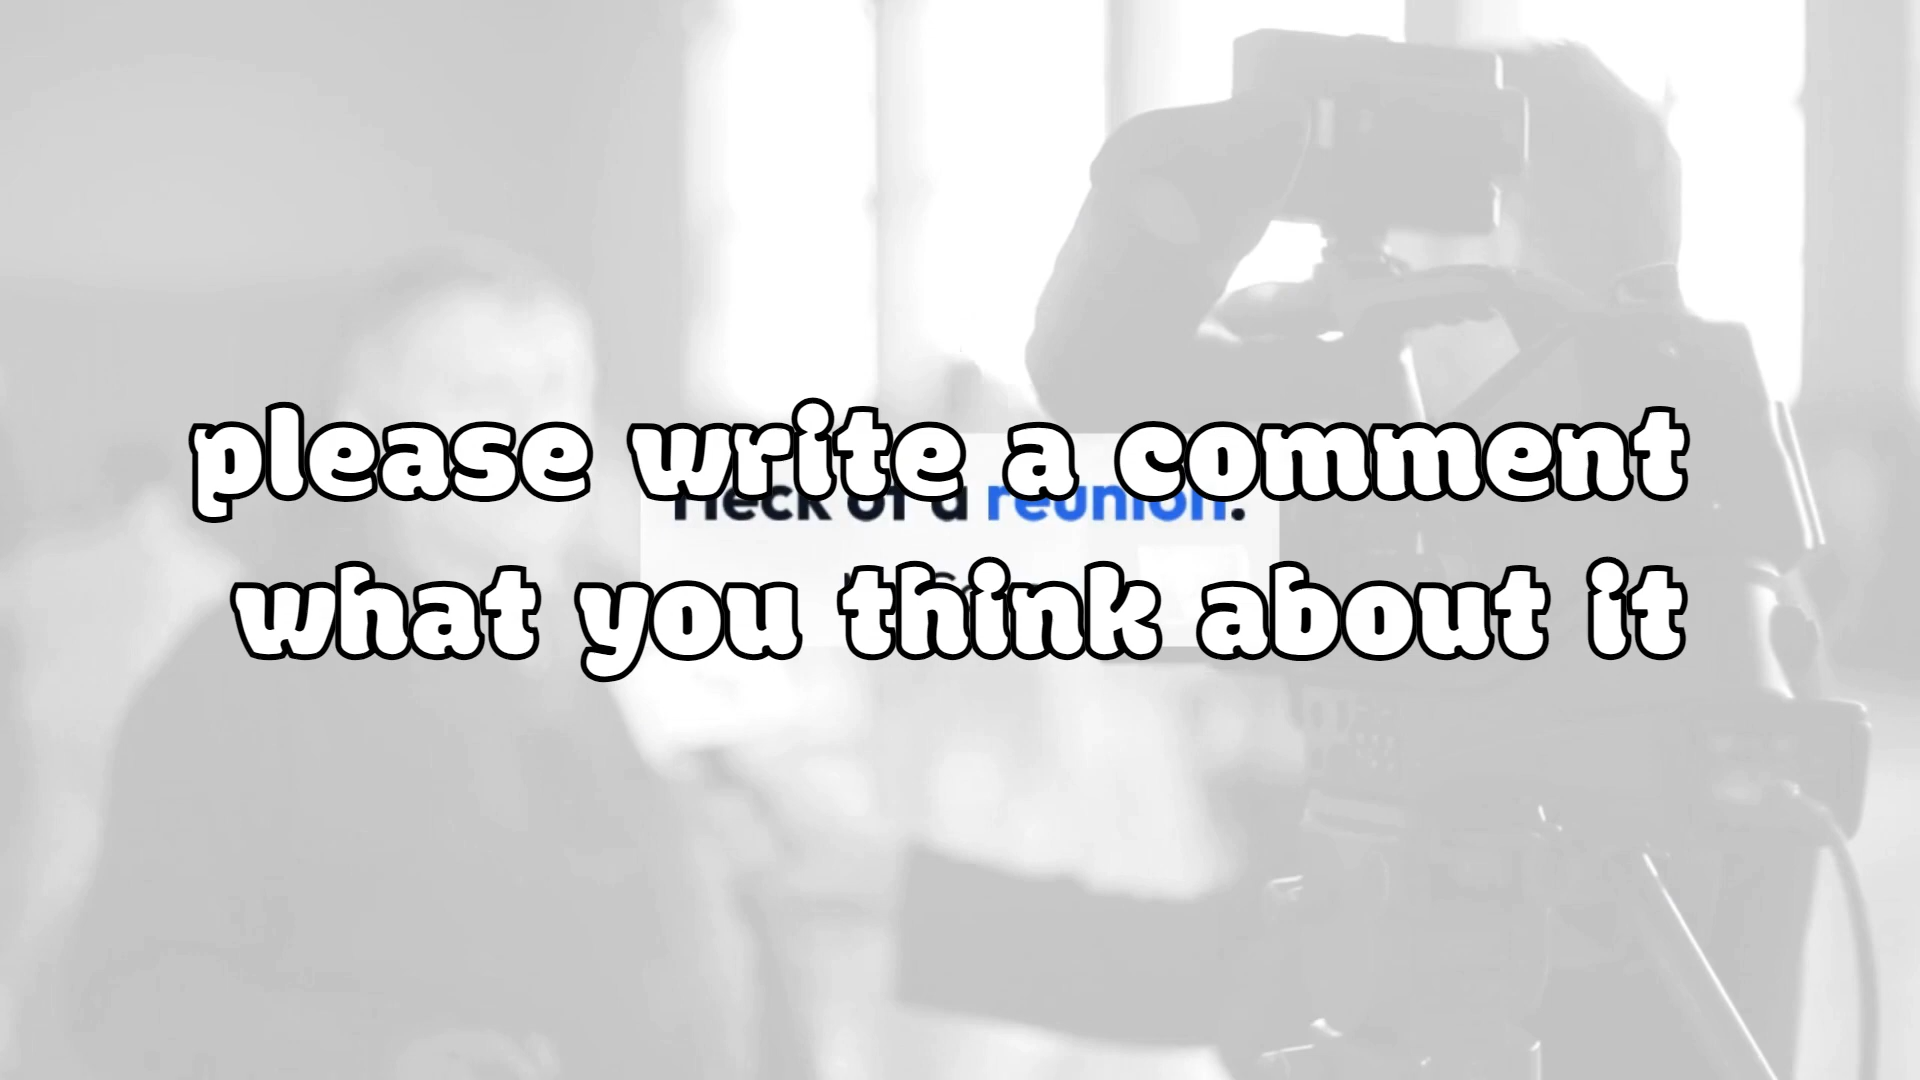 please write a comment
Heck of a reunion.
what you think about it